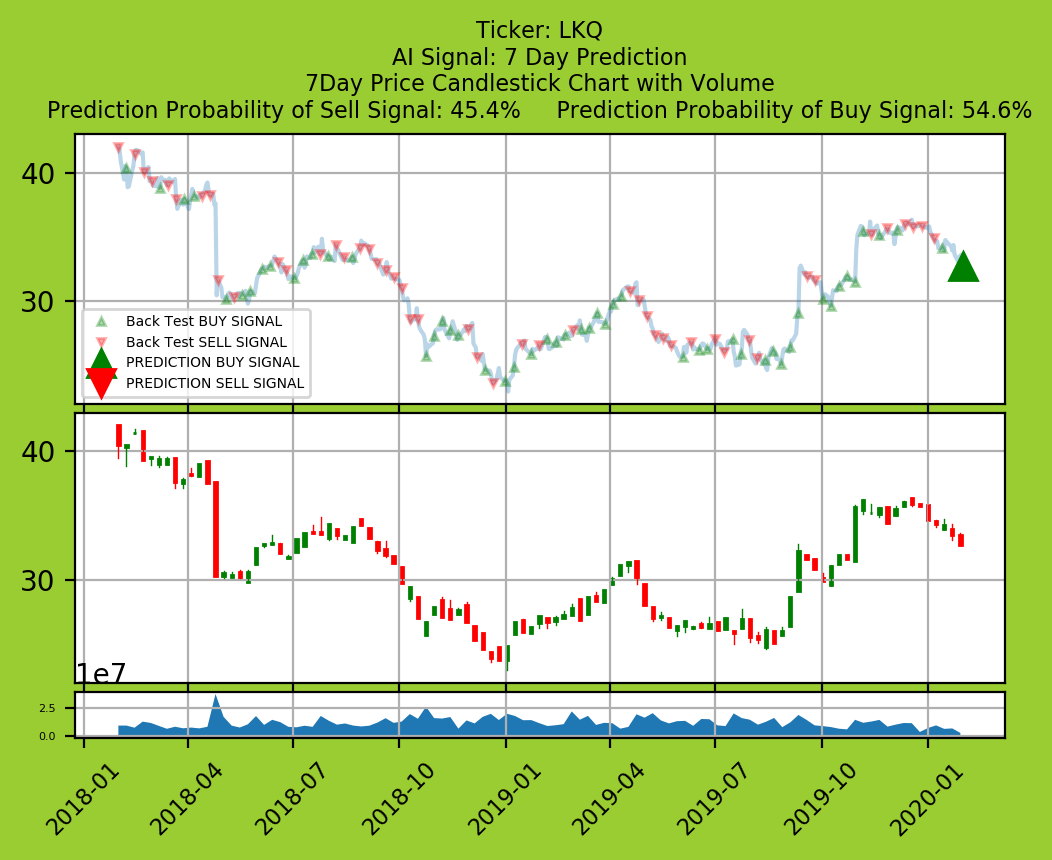 Ticker: LKQ
AI Signal: 7 Day Prediction
7Day Price Candlestick Chart with Volume
Prediction Probability of Sell Signal: 45.4% Prediction Probability of Buy Signal: 54.6%
40
30
Back Test BUY SIGNAL
Back Test SELL SIGNAL
PREDICTION BUY SIGNAL
PREDICTION SELL SIGNAL
40
30
1e7
2.5
0.0
2018-01 2018-04 2018-07 2018-10 2019-01 2019-04 2019-07 2019-10 2020-01